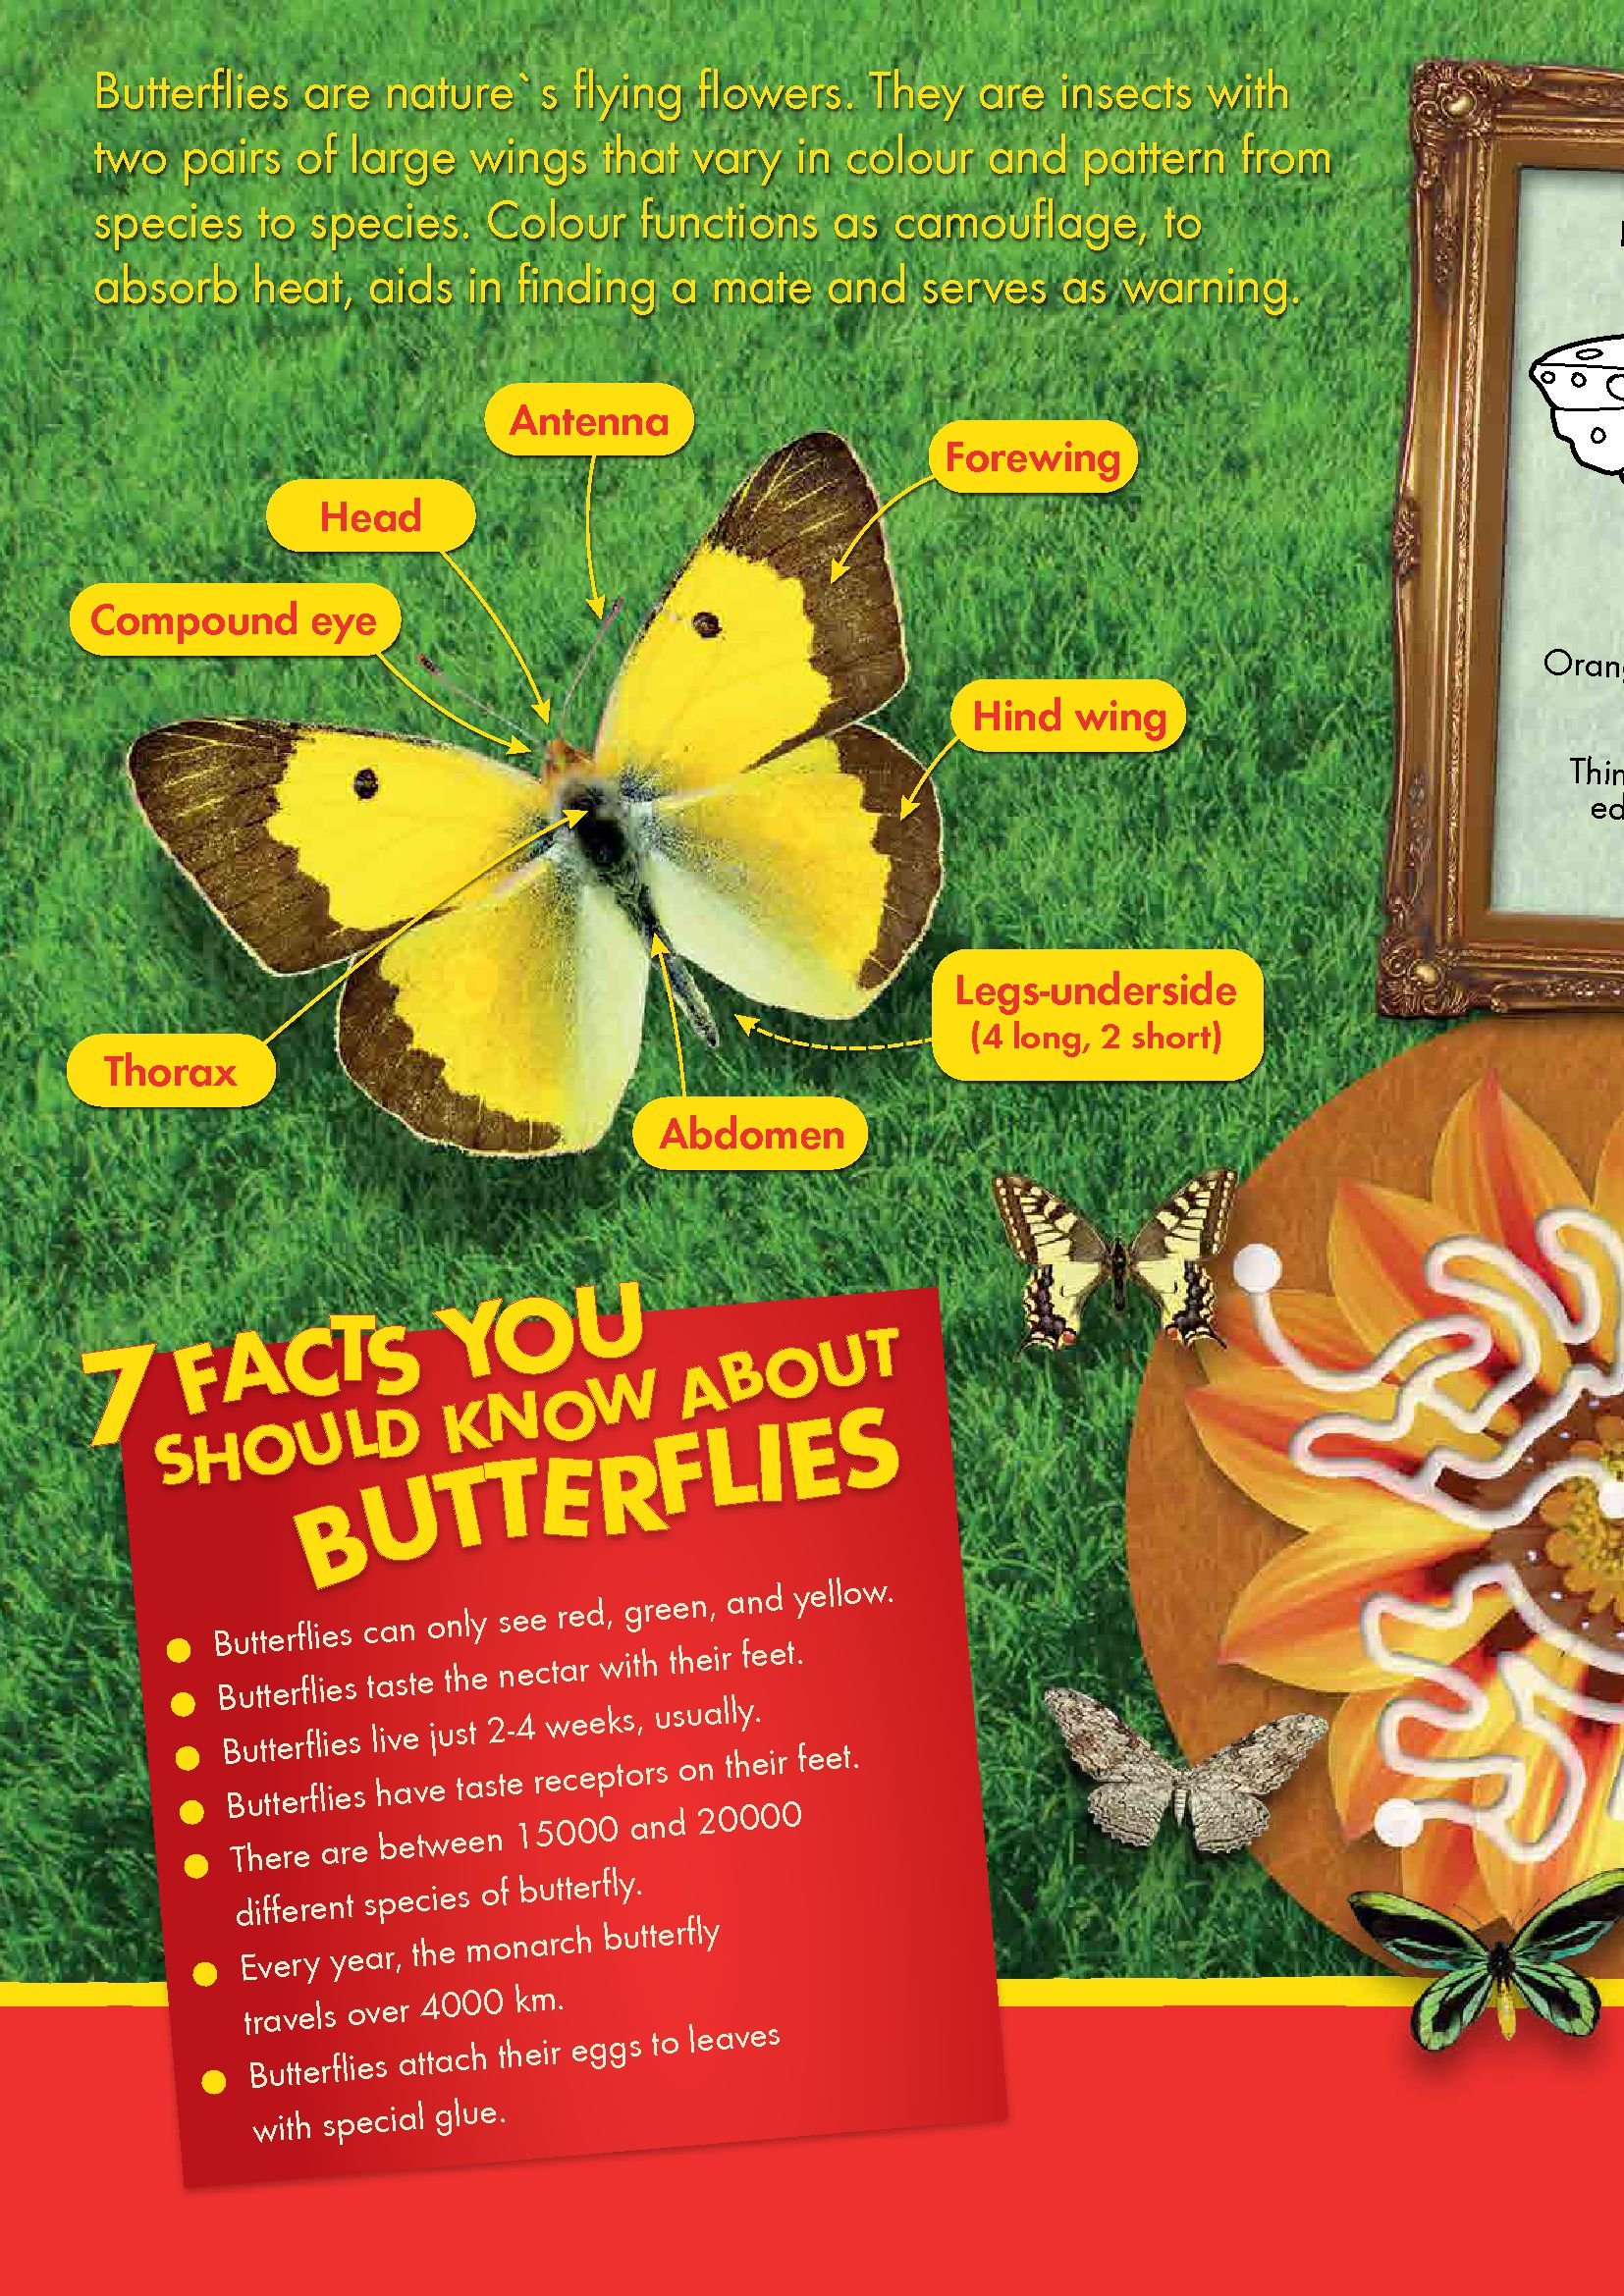 Butterflies are nature`s flying flowers. They are insects with
two pairs of large wings that vary in colour and pattern from
species to species. Colour functions as camouflage, to
absorb heat, aids in finding a mate and serves as warning.
Antenna
Forewing
Head
Compound eye
Hind wing
Legs-underside
(4 long, 2 short)
Thorax
Abdomen
7 FACTS YOU
SHOULD KNOW ABOUT
BUTTERFLIES
Butterflies can only see red, green, and yellow.
Butterflies taste the nectar with their feet.
Butterflies live just 2-4 weeks, usually.
Butterflies have taste receptors on their feet.
There are between 15000 and 20000
different species of butterfly.
Every year, the monarch butterfly
travels over 4000 km.
Butterflies attach their eggs to leaves
with special glue.